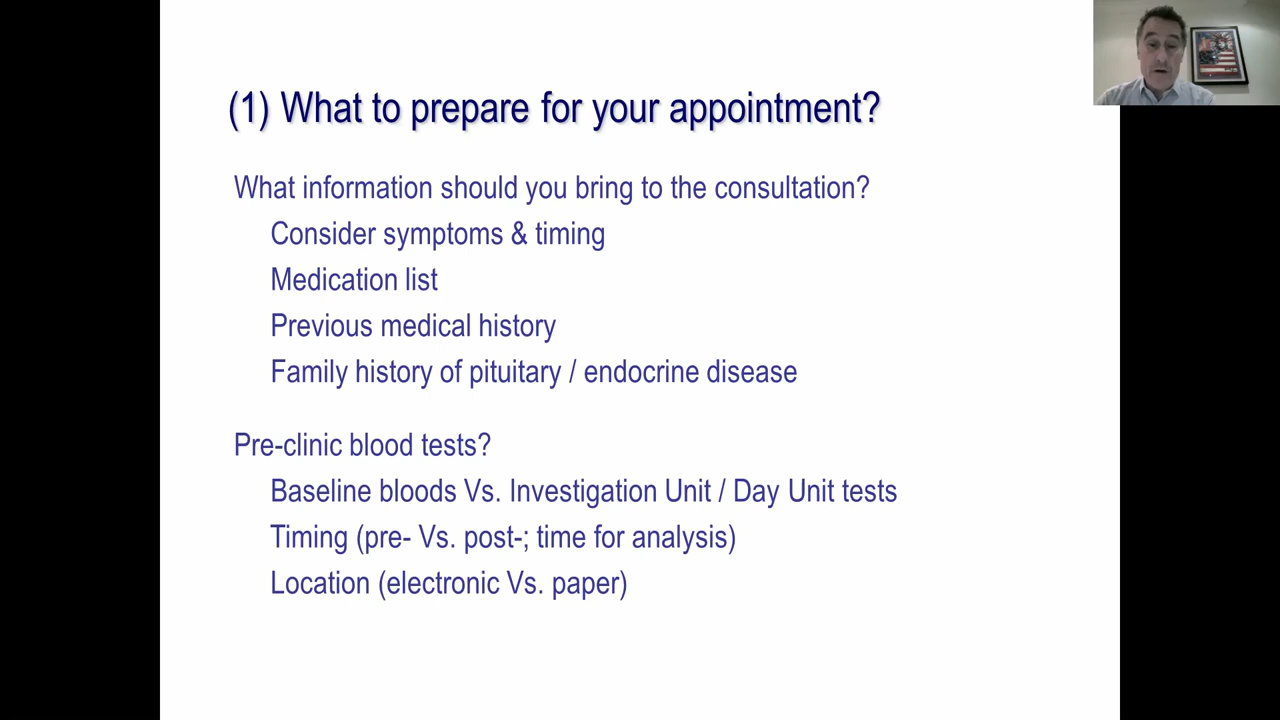 (1) What to prepare for your appointment?
What information should you bring to the consultation?
Consider symptoms & timing
Medication list
Previous medical history
Family history of pituitary / endocrine disease
Pre-clinic blood tests?
Baseline bloods Vs. Investigation Unit / Day Unit tests
Timing (pre- Vs. post-; time for analysis)
Location (electronic Vs. paper)